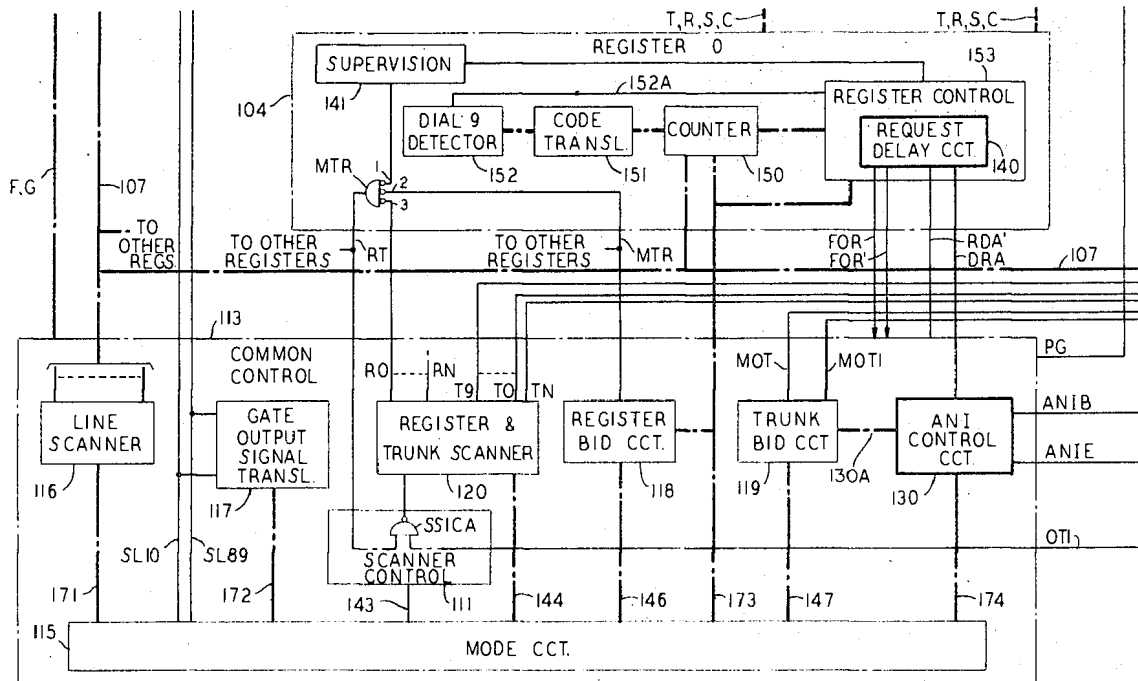 T,R,S,C
T,R,S,C
REGISTER 0
SUPERVISION
141
104
152A
153
REGISTER CONTROL
DIAL 9
DETECTOR
152
CODE
TRANSL.
151
COUNTER
150
REQUEST
DELAY CCT.
140
F,G
107
MTR
1
2
3
TO
OTHER
REGS.
TO OTHER
REGISTERS
RT
TO OTHER
REGISTERS
MTR
FOR
FOR'
RDA'
DRA
107
113
COMMON
CONTROL
RO
RN
T9
TO
TN
MOT
MOT1
PG
LINE
SCANNER
116
GATE
OUTPUT
SIGNAL
TRANSL.
117
REGISTER &
TRUNK SCANNER
120
REGISTER
BID CCT.
118
TRUNK
BID CCT
119
130A
ANI
CONTROL
CCT.
130
ANIB
ANIE
SSICA
SCANNER
CONTROL
111
OTI
SL10
SL89
171
172
143
144
146
173
147
174
115
MODE CCT.